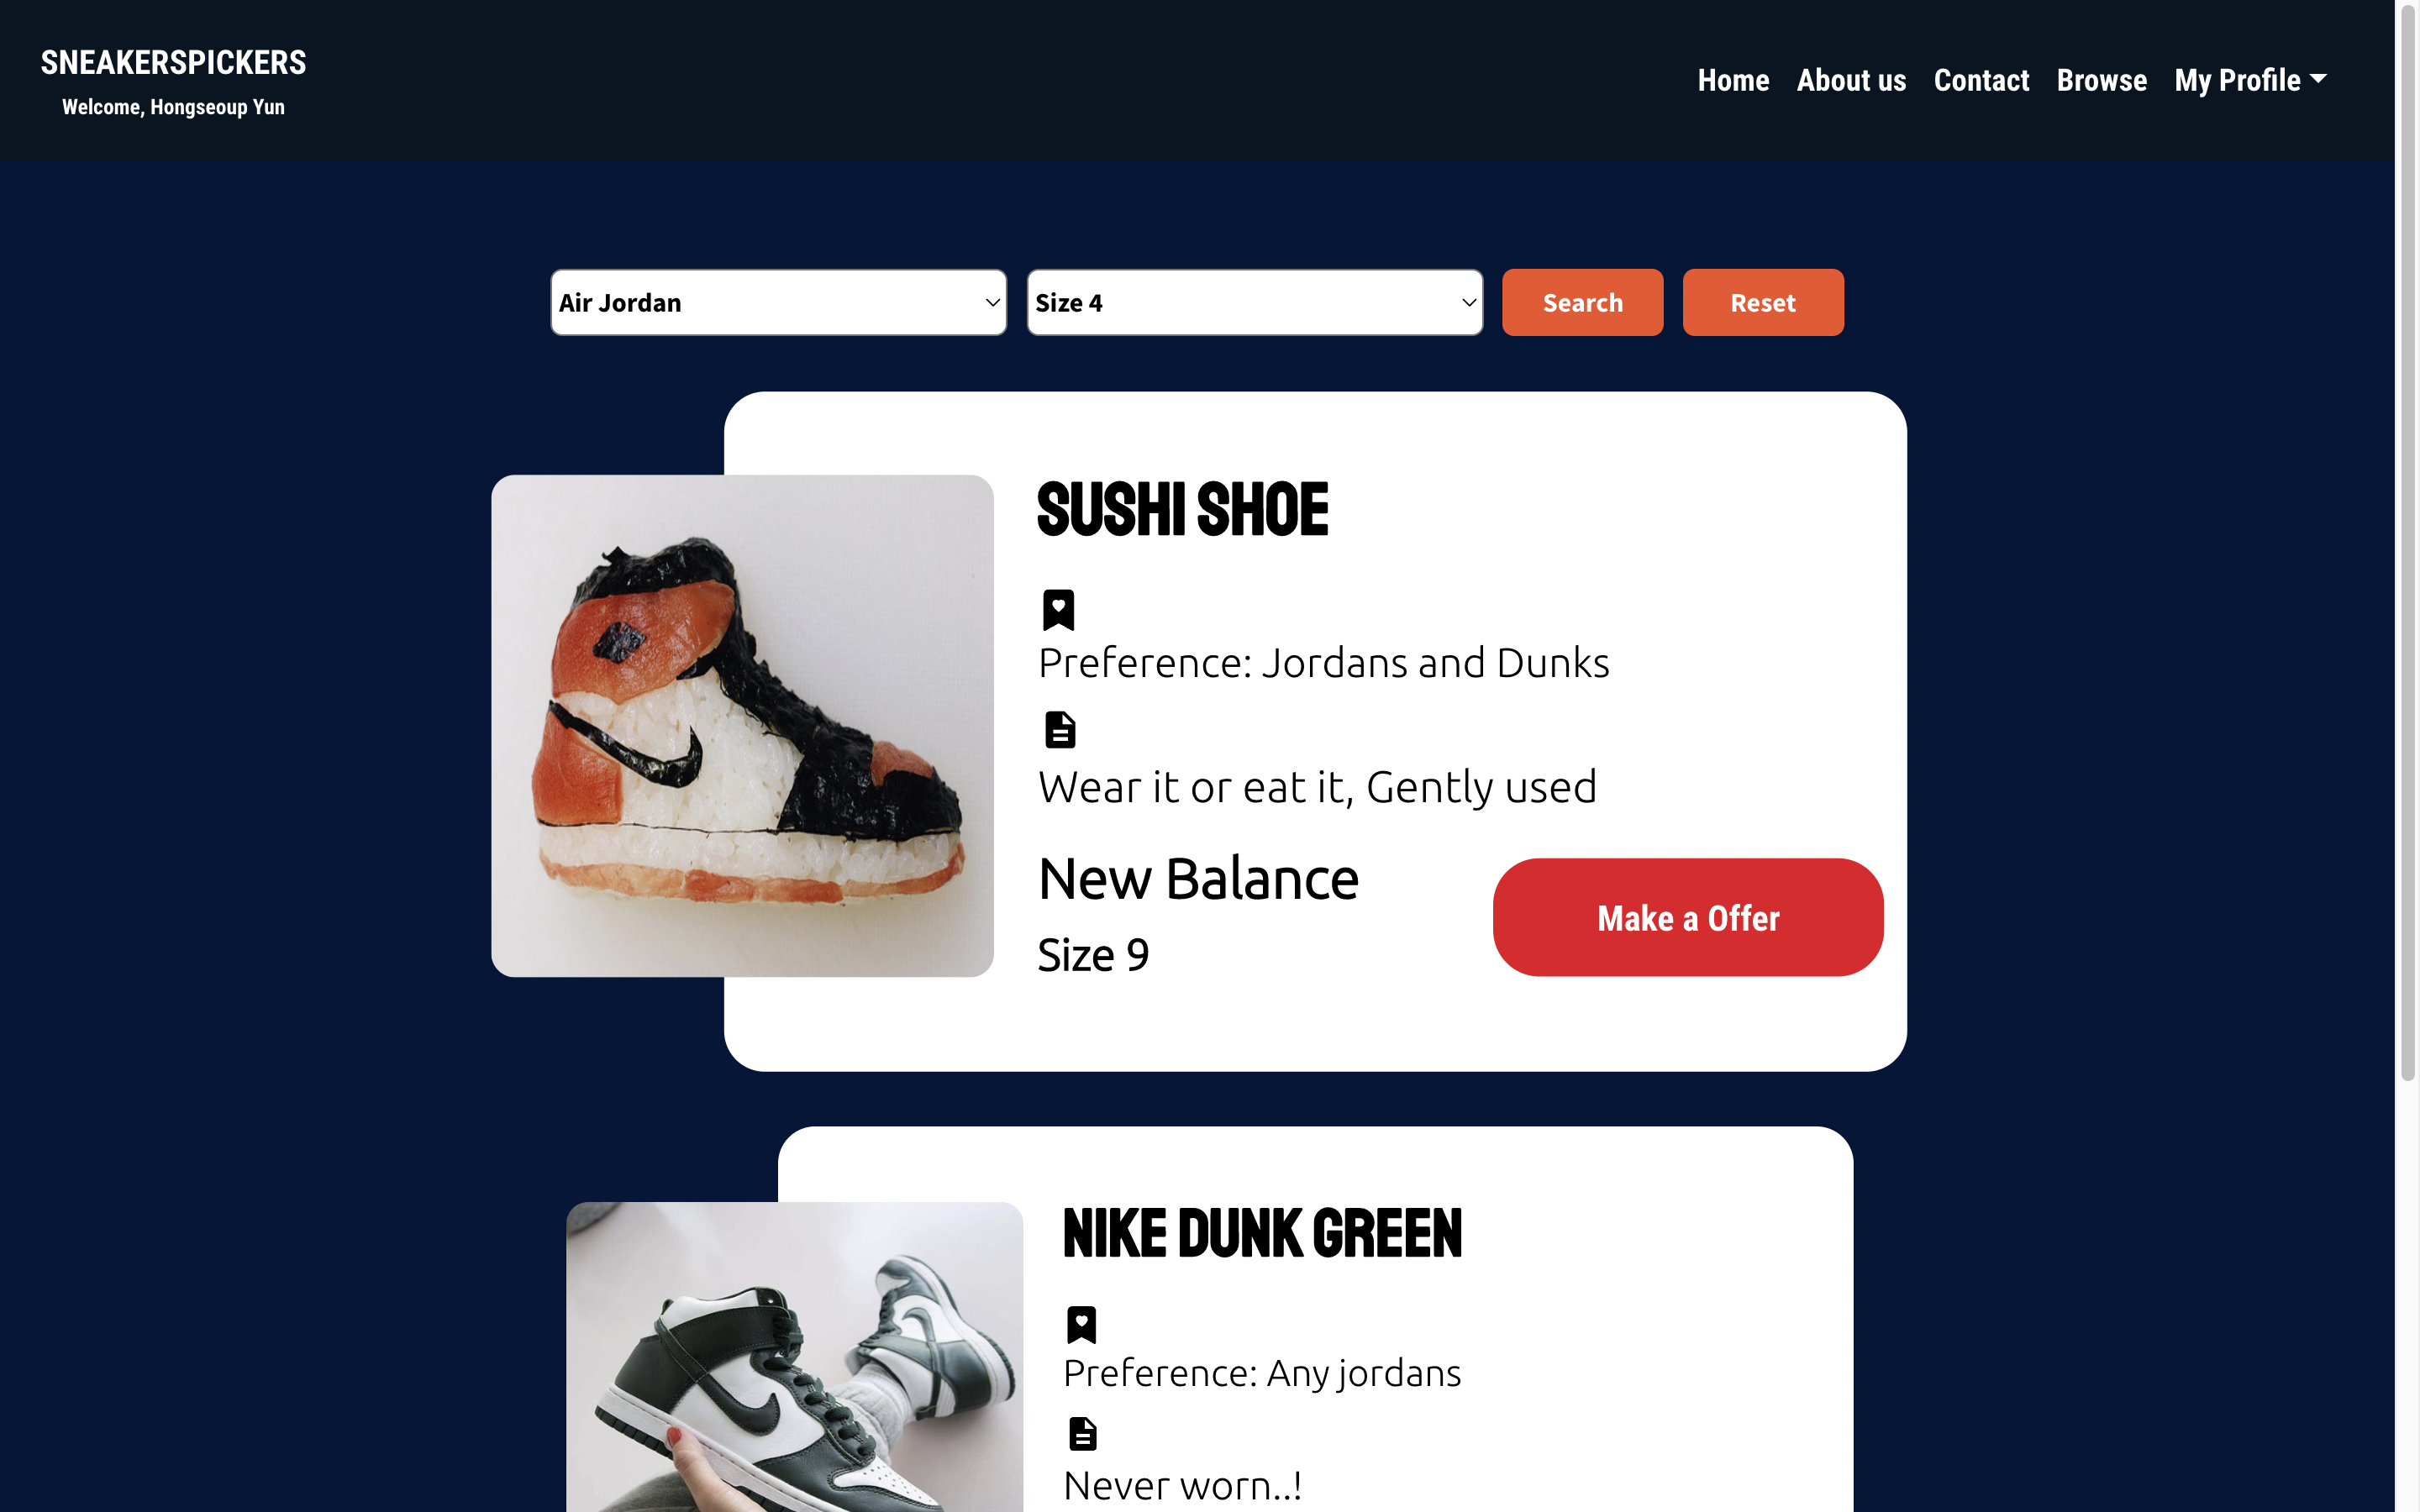 SNEAKERSPICKERS
Welcome, Hongseoup Yun
Home About us Contact Browse My Profile
Air Jordan Size 4 Search Reset
SUSHI SHOE
Preference: Jordans and Dunks
Wear it or eat it, Gently used
New Balance
Make a Offer
Size 9
NIKE DUNK GREEN
Preference: Any jordans
Never worn..!